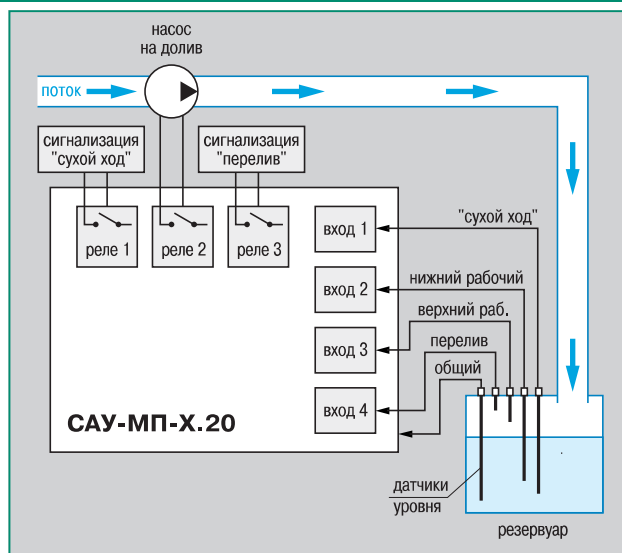 насос
на долив
поток
сигнализация
"сухой ход"
сигнализация
"перелив"
реле 1
реле 2
реле 3
вход 1
"сухой ход"
вход 2
нижний рабочий
верхний раб.
вход 3
перелив
общий
вход 4
САУ-МП-Х.20
датчики
уровня
резервуар